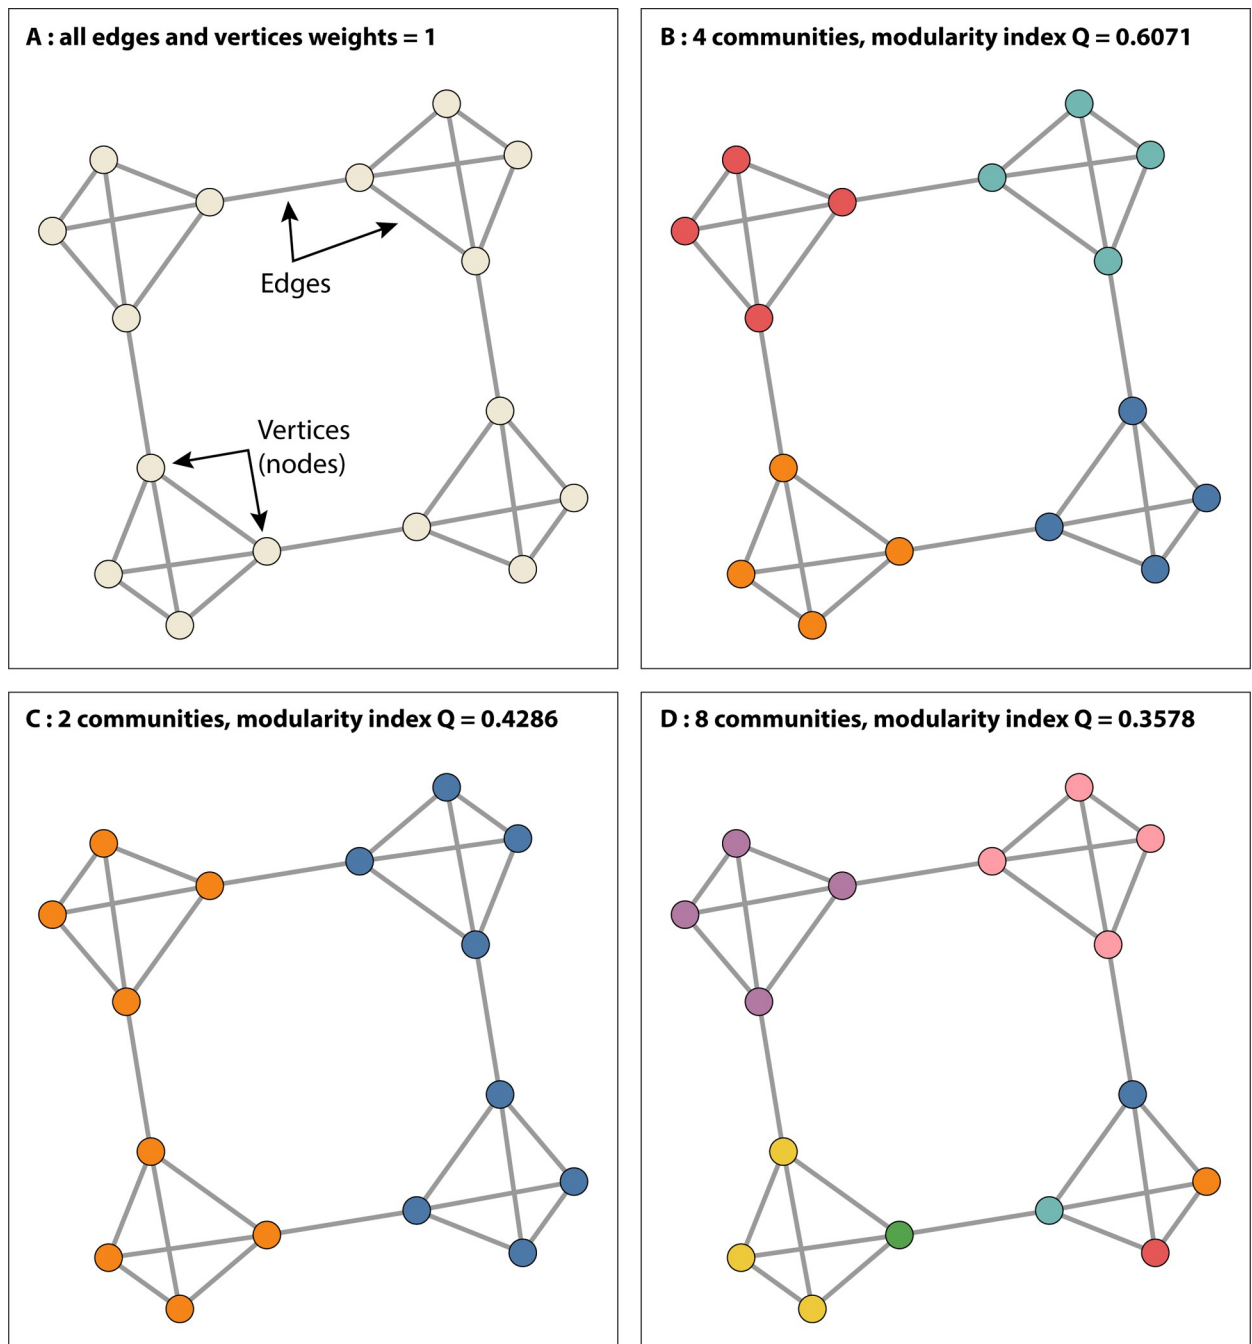 A : all edges and vertices weights = 1
Edges
Vertices
(nodes)
B : 4 communities, modularity index Q = 0.6071
C : 2 communities, modularity index Q = 0.4286
D : 8 communities, modularity index Q = 0.3578